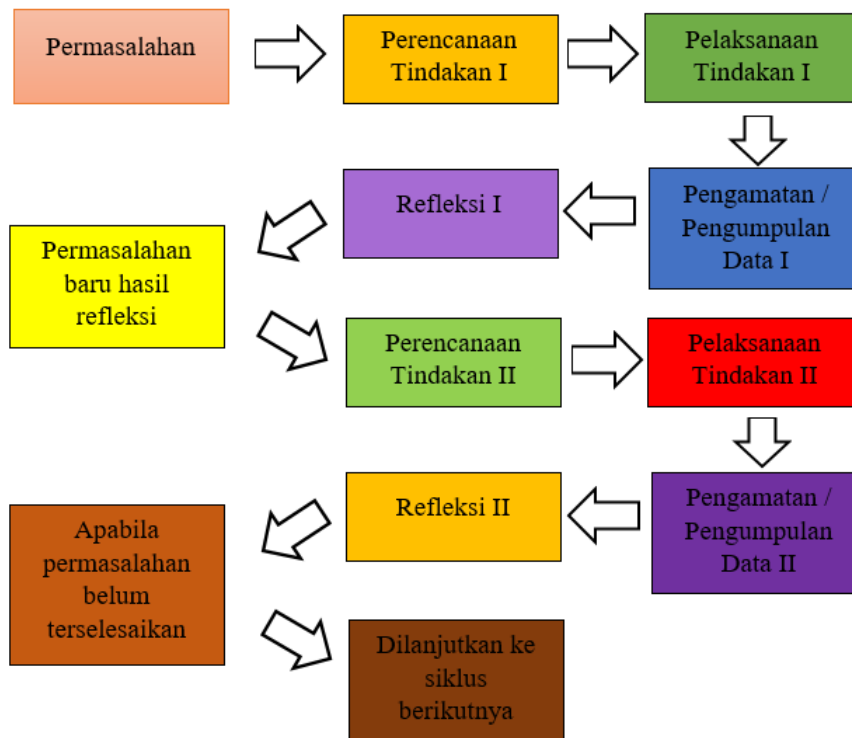 Permasalahan
Perencanaan
Tindakan I
Pelaksanaan
Tindakan I
Pengamatan /
Pengumpulan
Data I
Refleksi I
Permasalahan
baru hasil
refleksi
Perencanaan
Tindakan II
Pelaksanaan
Tindakan II
Pengamatan /
Pengumpulan
Data II
Refleksi II
Apabila
permasalahan
belum
terselesaikan
Dilanjutkan ke
siklus
berikutnya